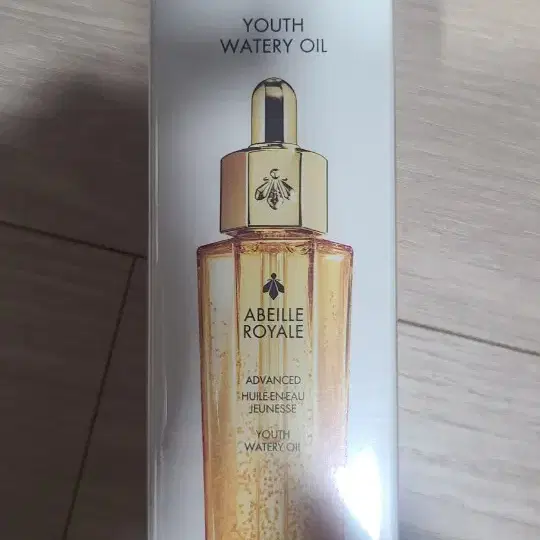 YOUTH
WATERY OIL
ABEILLE
ROYALE
ADVANCED
HUILE-EN-EAU
JEUNESSE
YOUTH
WATERY OIL